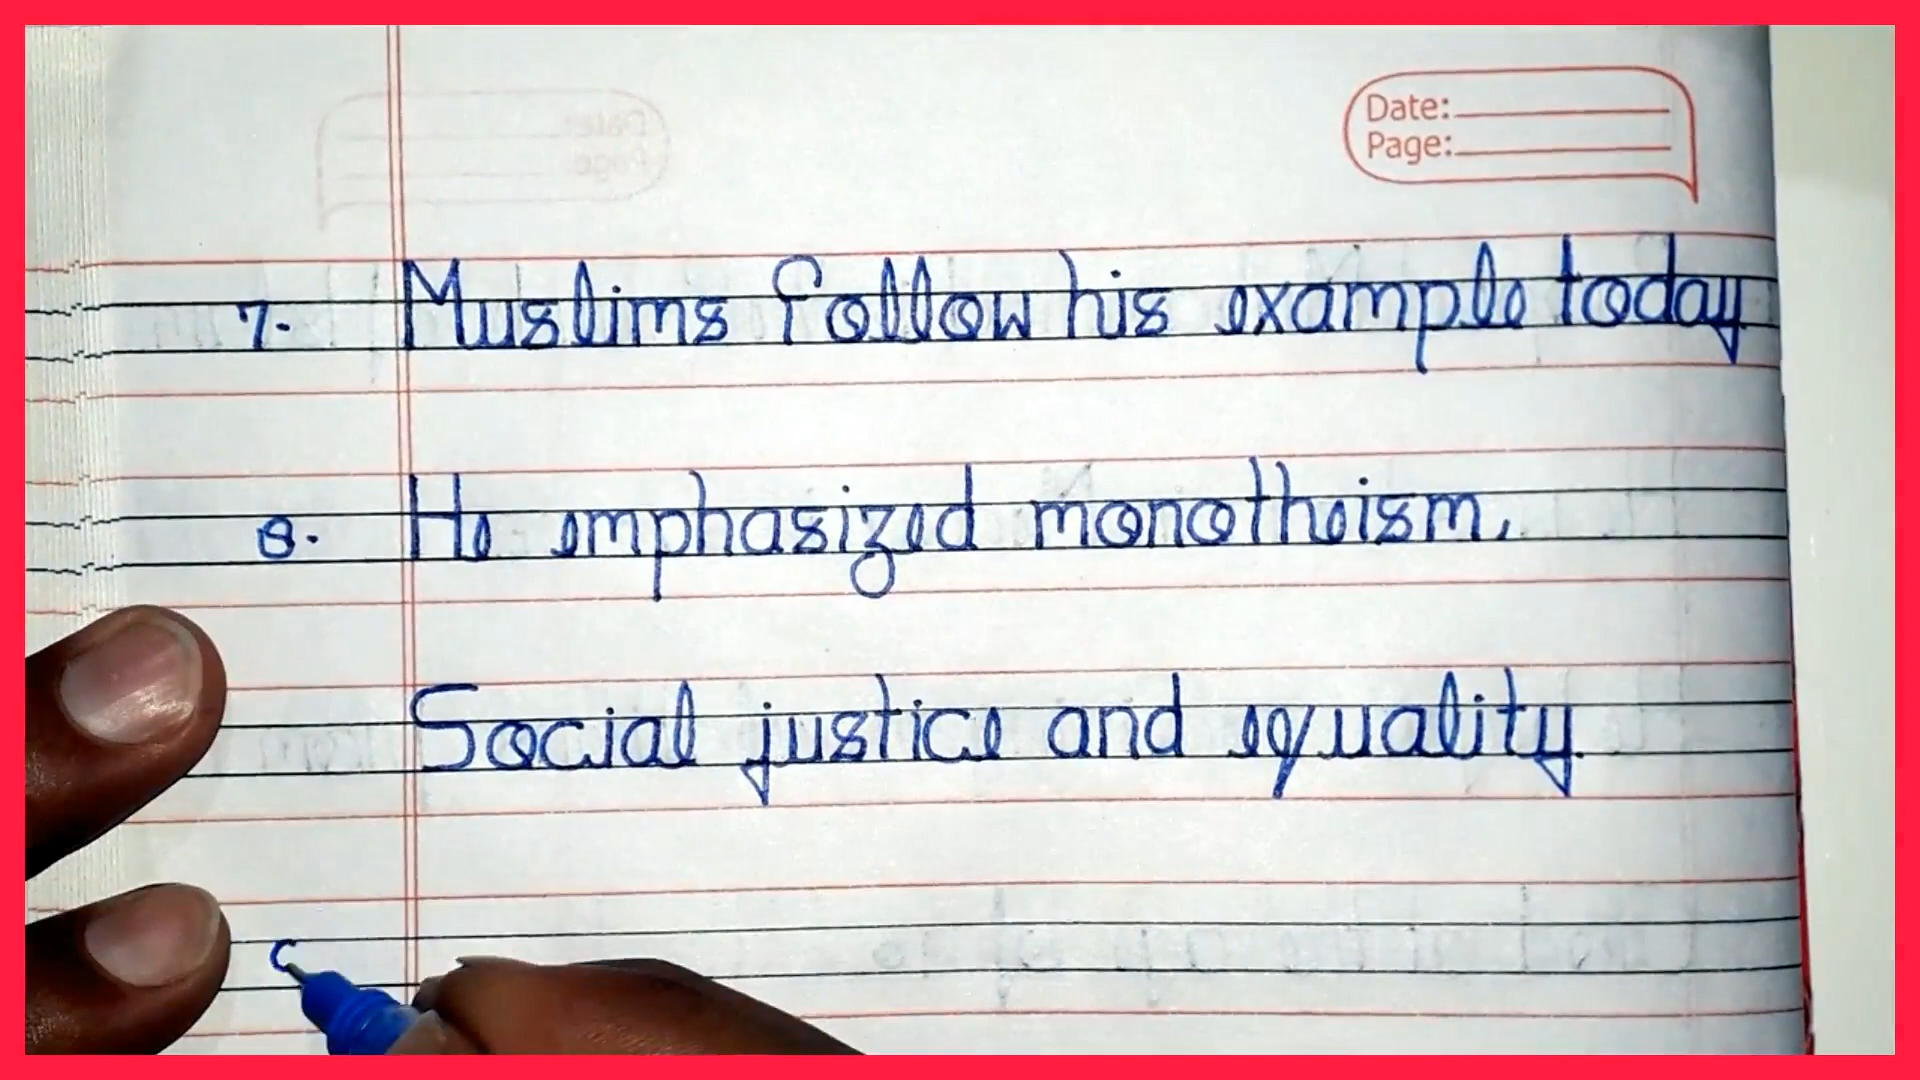 Date:
Page:
7. Muslims follow his example today
8. He emphasized monotheism,
Social justice and equality.